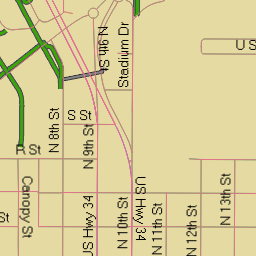 N 9th St
Stadium Dr
U S
S St
N 8th St
N 9th St
R St
Canopy St
US Hwy 34
N 10th St
US Hwy 34
N 11th St
N 12th St
N 13th St
St